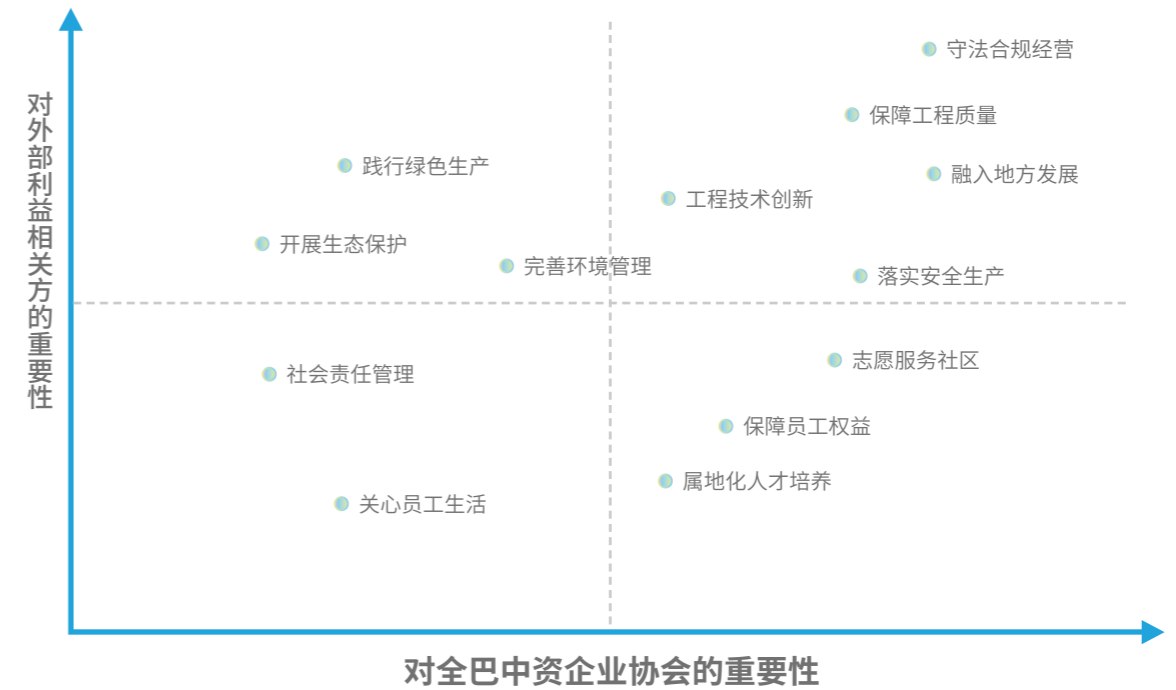 对外部利益相关方的重要性
守法合规经营
保障工程质量
践行绿色生产
融入地方发展
工程技术创新
开展生态保护
完善环境管理
落实安全生产
志愿服务社区
社会责任管理
保障员工权益
属地化人才培养
关心员工生活
对全巴中资企业协会的重要性